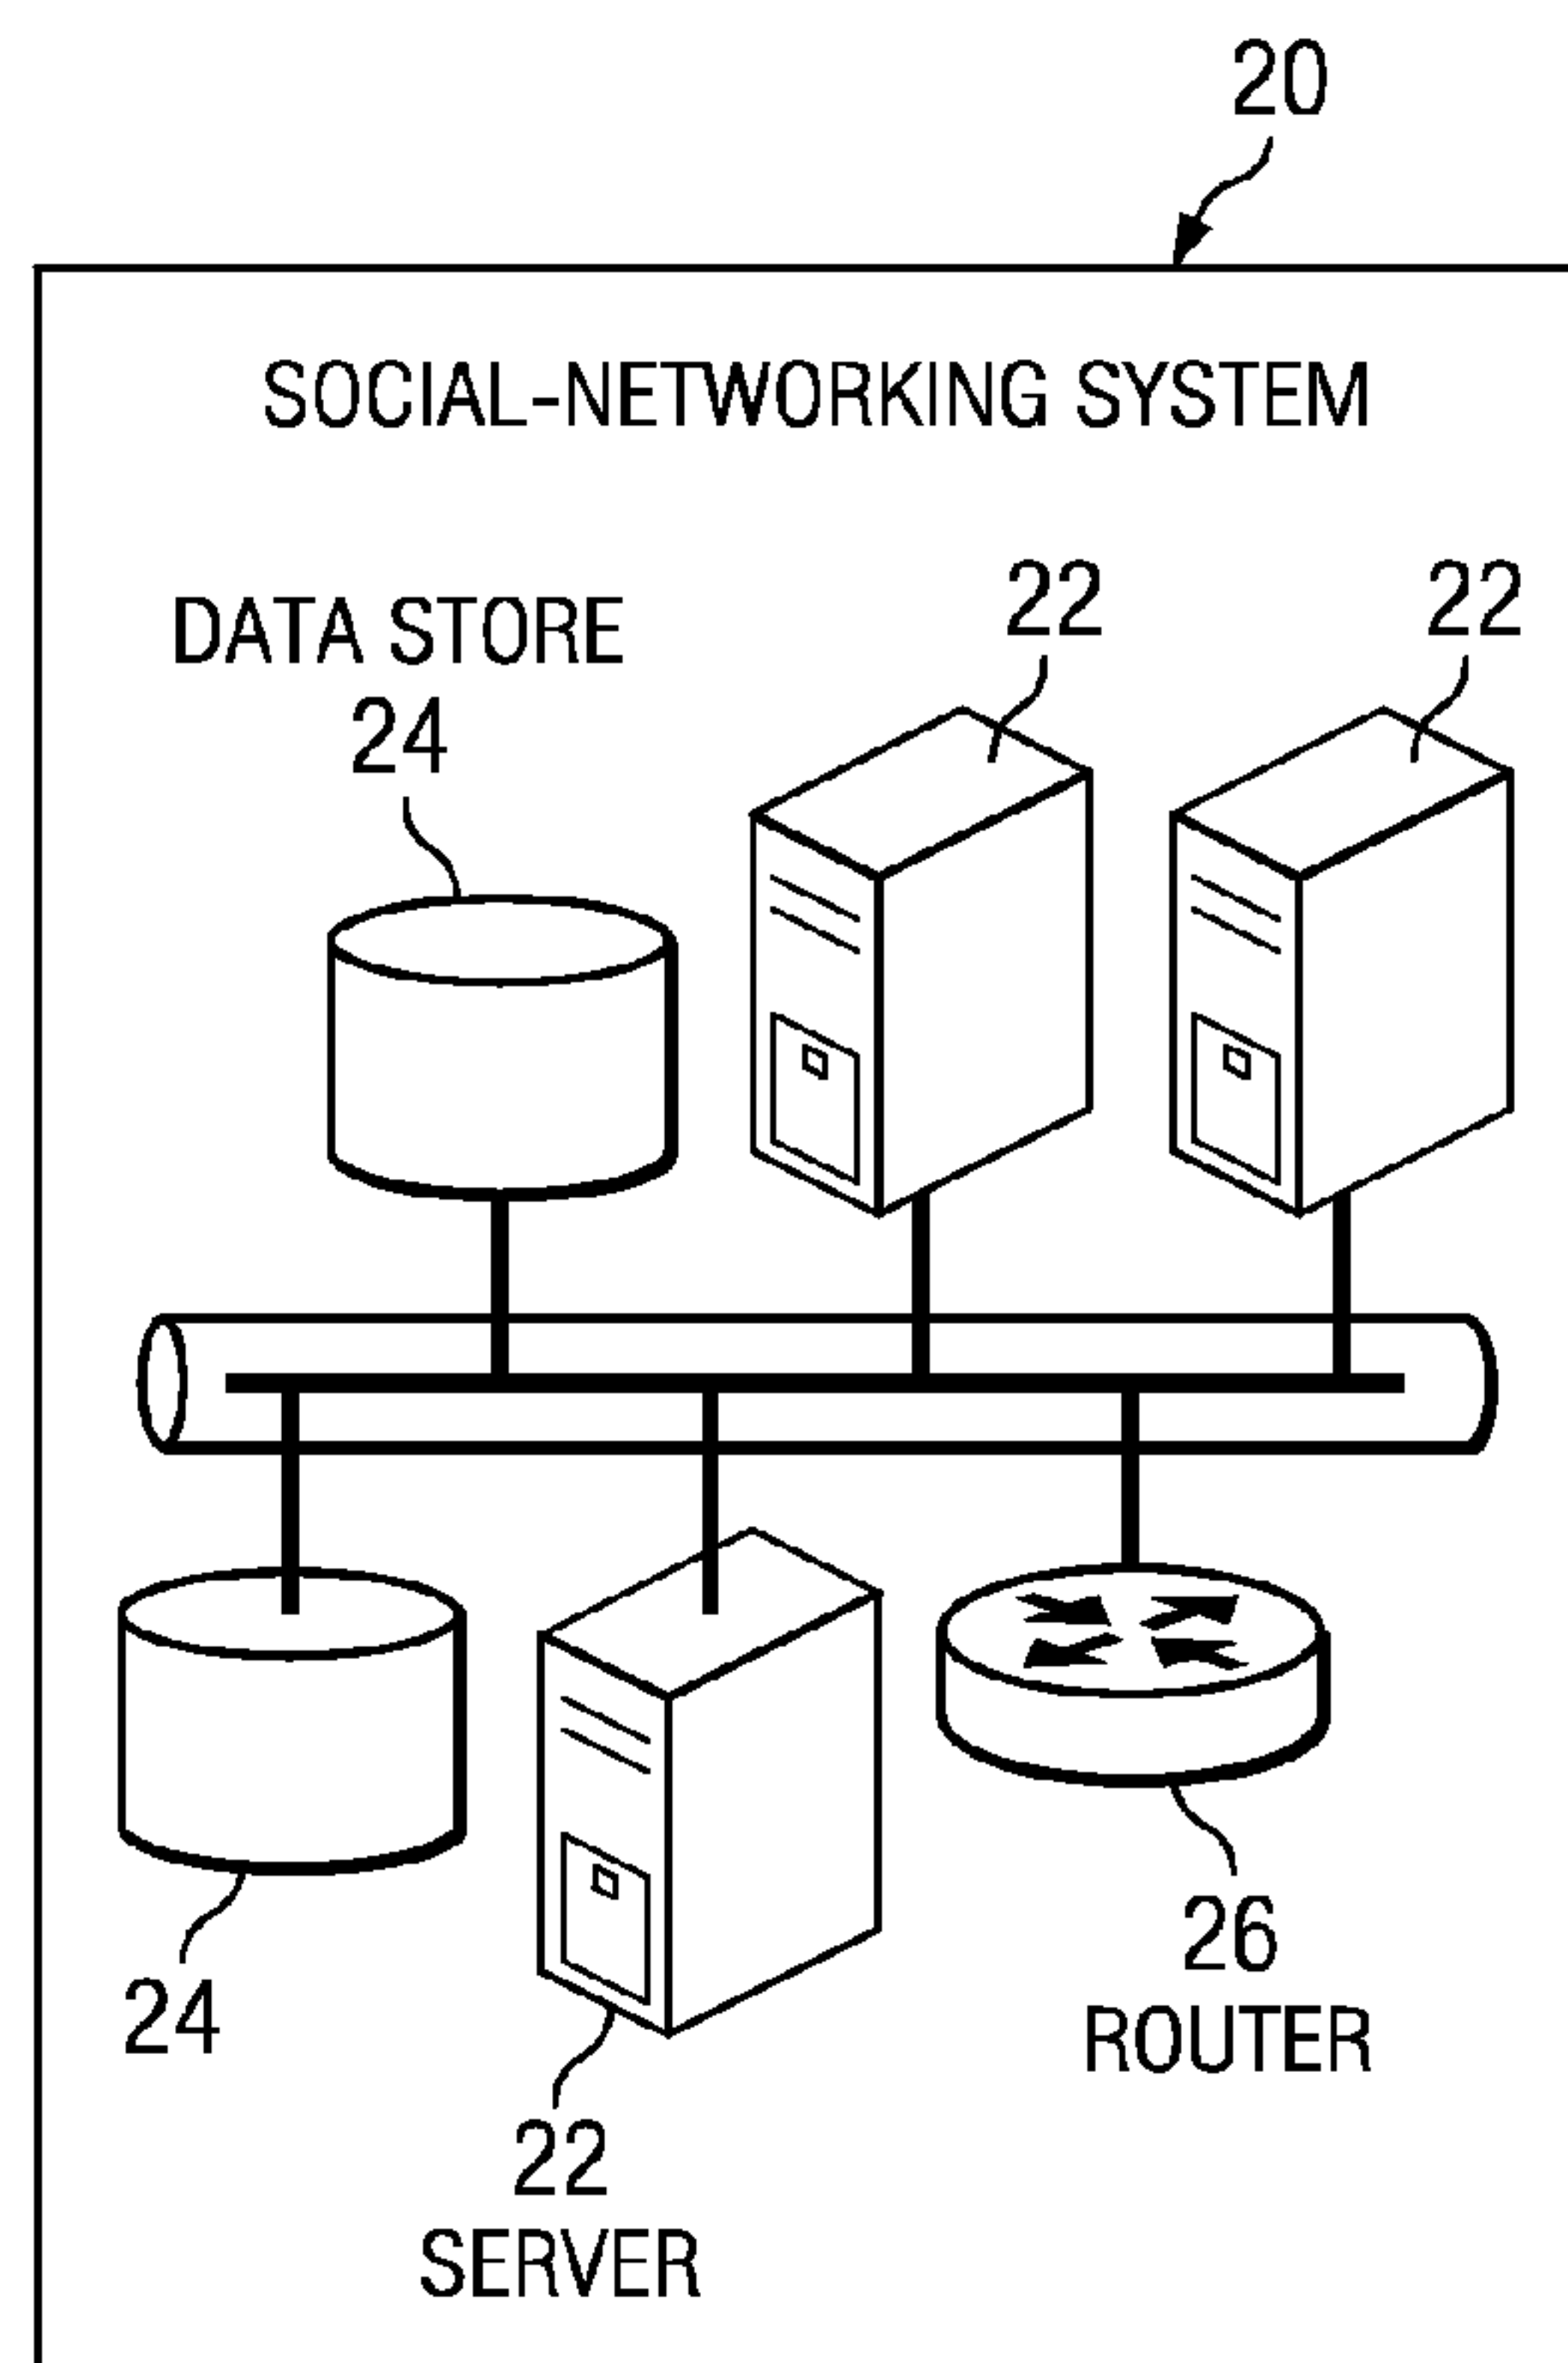 20
SOCIAL-NETWORKING SYSTEM
DATA STORE
24
22
22
24
22
SERVER
26
ROUTER